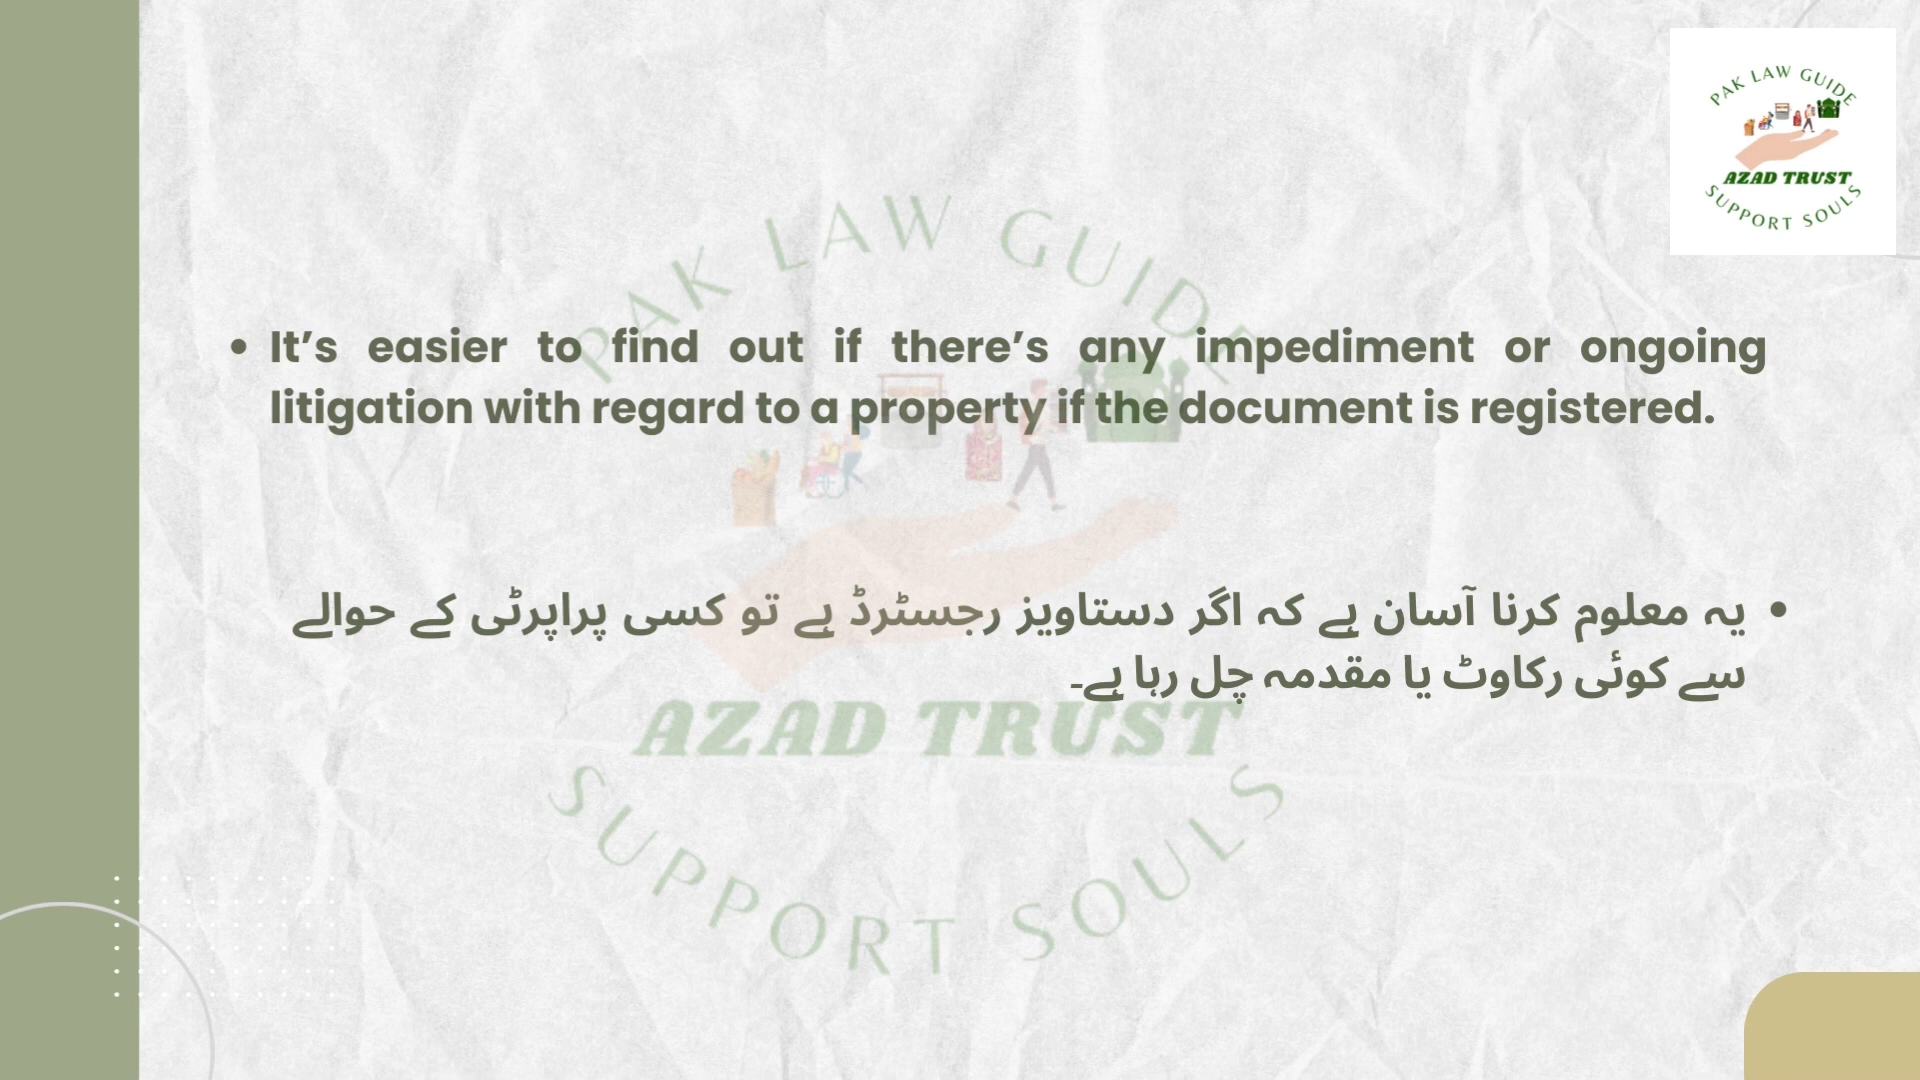 PAK LAW GUIDE
AZAD TRUST
SUPPORT SOULS
PAK LAW GUIDE
• It’s easier to find out if there’s any impediment or ongoing
litigation with regard to a property if the document is registered.
• یہ معلوم کرنا آسان ہے کہ اگر دستاویز رجسٹرڈ ہے تو کسی پراپرٹی کے حوالے
سے کوئی رکاوٹ یا مقدمہ چل رہا ہے۔
AZAD TRUST
SUPPORT SOULS